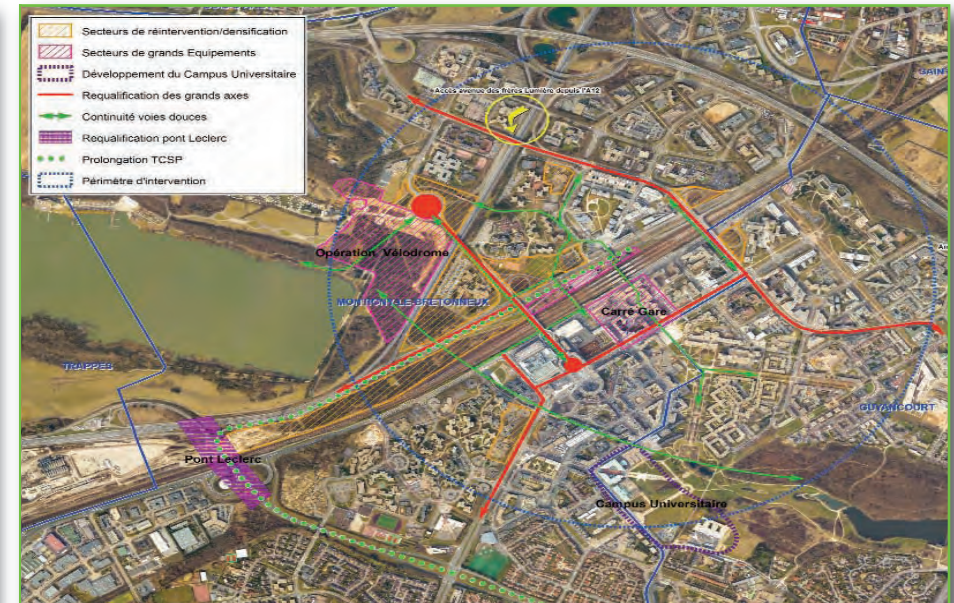 Secteurs de réintervention/densification
Secteurs de grands Equipements
Développement du Campus Universitaire
Requalification des grands axes
Continuité voies douces
Requalification pont Leclerc
Prolongation TCSP
Périmètre d'intervention
Accès avenue des frères Lumière depuis l'A12
Opération Vélodrome
MONTIGNY-LE-BRETONNEUX
Carré Gare
TRAPPES
GUYANCOURT
Pont Leclerc
Campus Universitaire